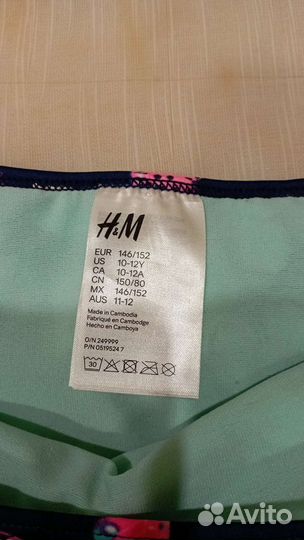 H&M
EUR 146/152
US 10-12Y
CA 10-12A
CN 150/80
MX 146/152
AUS 11-12
Made in Cambodia
Fabriqué en Cambodge
Hecho en Camboya
O/N 249999
P/N 0519524 7
30
Avito